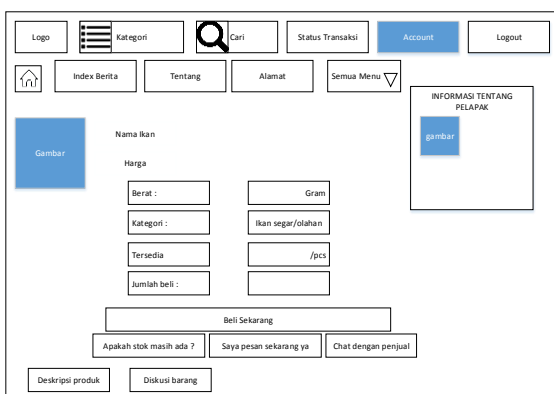 Logo
Kategori
Cari
Status Transaksi
Account
Logout
Index Berita
Tentang
Alamat
Semua Menu
INFORMASI TENTANG
PELAPAK
gambar
Gambar
Nama Ikan
Harga
Berat :
Gram
Kategori :
Ikan segar/olahan
Tersedia
/pcs
Jumlah beli :
Beli Sekarang
Apakah stok masih ada ?
Saya pesan sekarang ya
Chat dengan penjual
Deskripsi produk
Diskusi barang